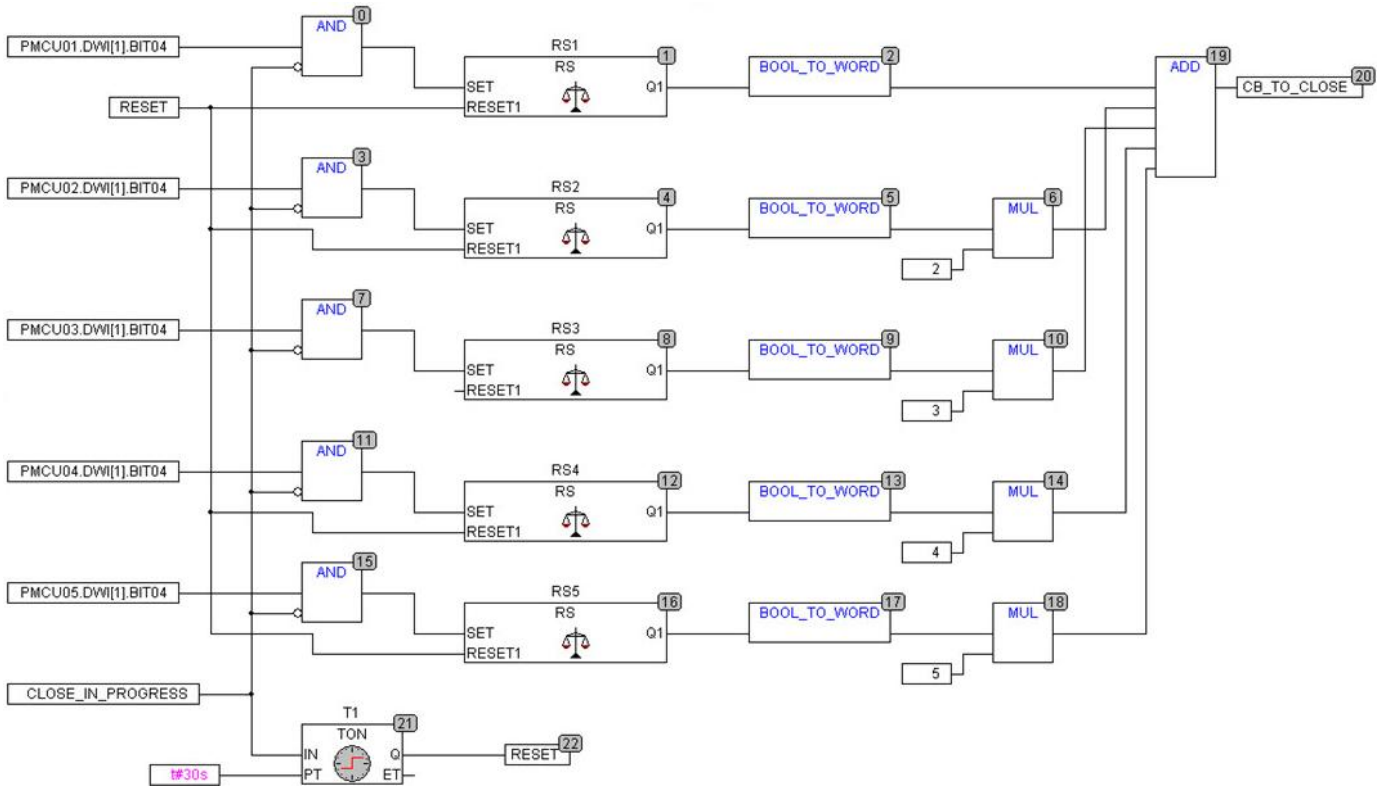 0
AND
PMCU01.DWI[1].BIT04
RS1
1
RS
SET
RESET1
Q1
2
BOOL_TO_WORD
19
ADD
20
CB_TO_CLOSE
RESET
3
AND
PMCU02.DWI[1].BIT04
RS2
4
RS
SET
RESET1
Q1
5
BOOL_TO_WORD
6
MUL
2
7
AND
PMCU03.DWI[1].BIT04
RS3
8
RS
SET
RESET1
Q1
9
BOOL_TO_WORD
10
MUL
3
11
AND
PMCU04.DWI[1].BIT04
RS4
12
RS
SET
RESET1
Q1
13
BOOL_TO_WORD
14
MUL
4
15
AND
PMCU05.DWI[1].BIT04
RS5
16
RS
SET
RESET1
Q1
17
BOOL_TO_WORD
18
MUL
5
CLOSE_IN_PROGRESS
T1
21
TON
IN
PT
Q
ET
t#30s
22
RESET